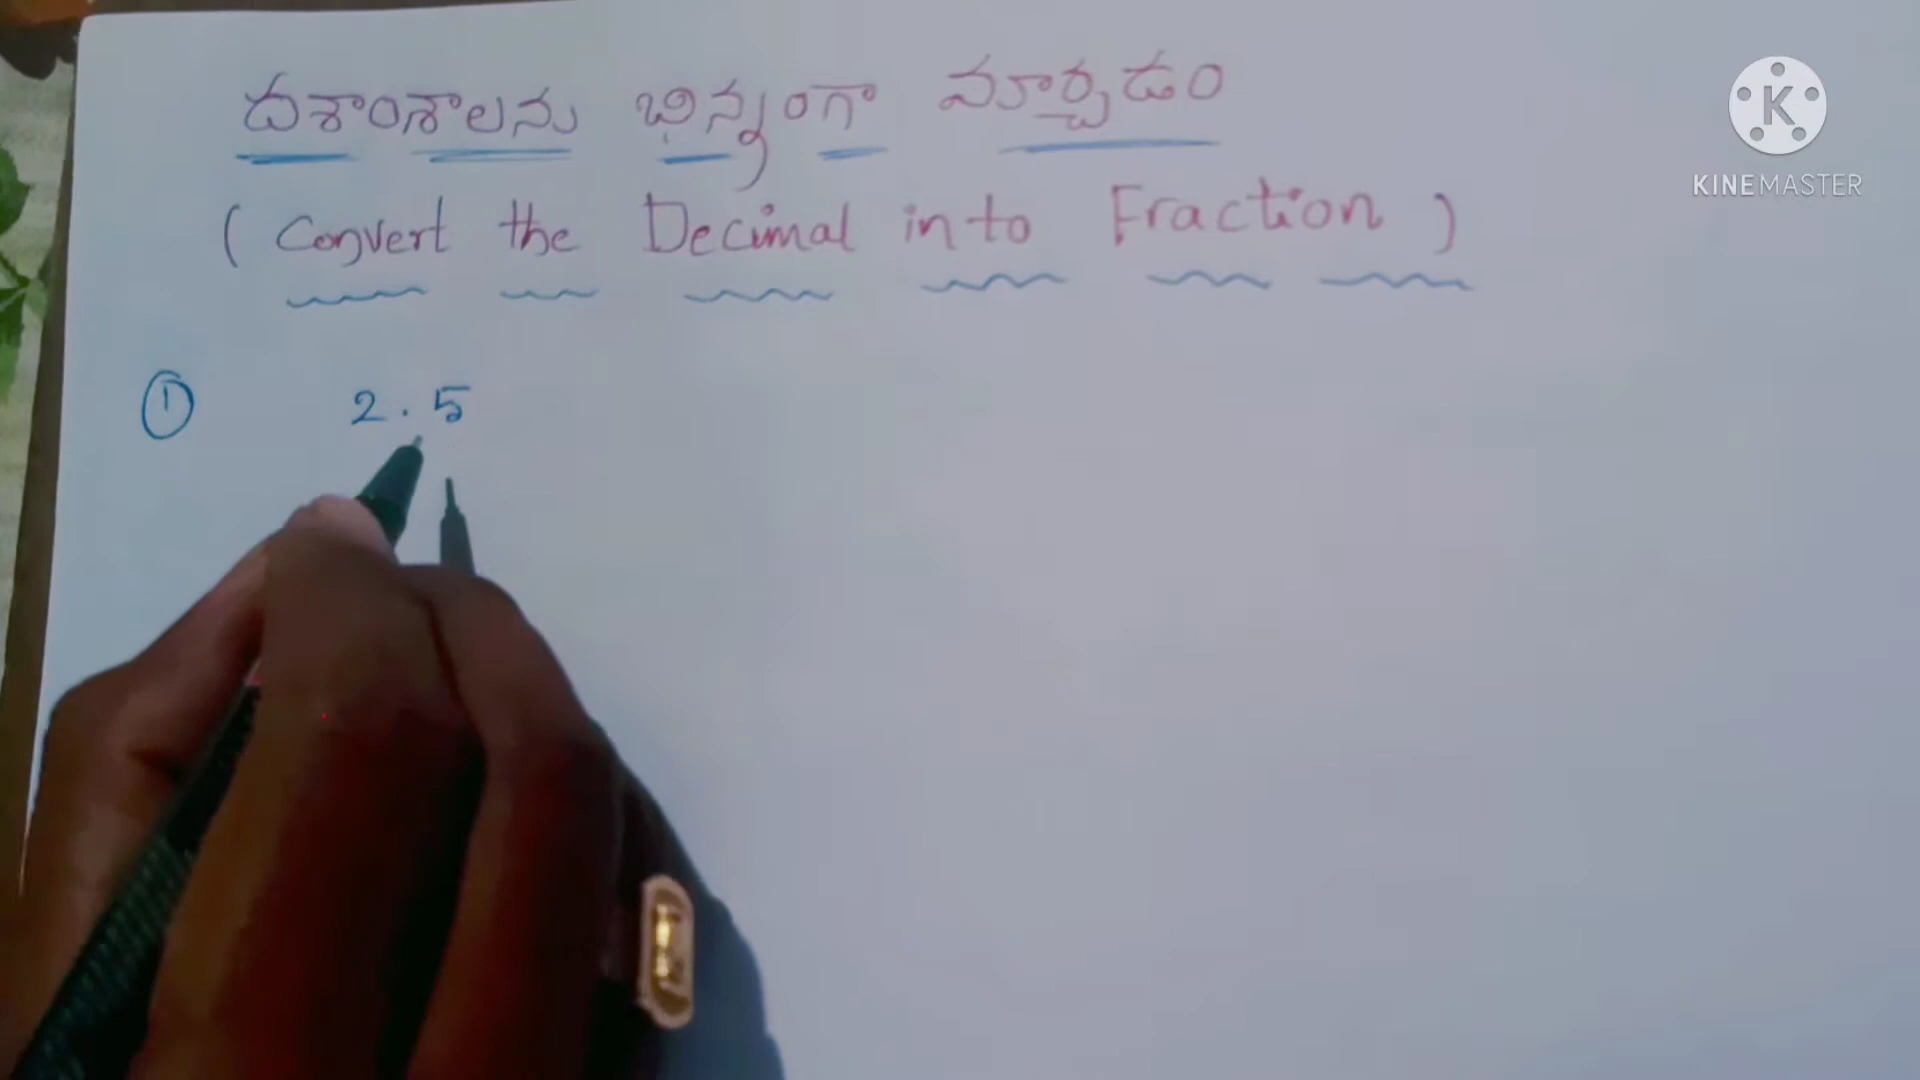 దశాంశాలను భిన్నంగా మార్చడం
( Convert the Decimal into Fraction )
① 2.5
K
KINEMASTER